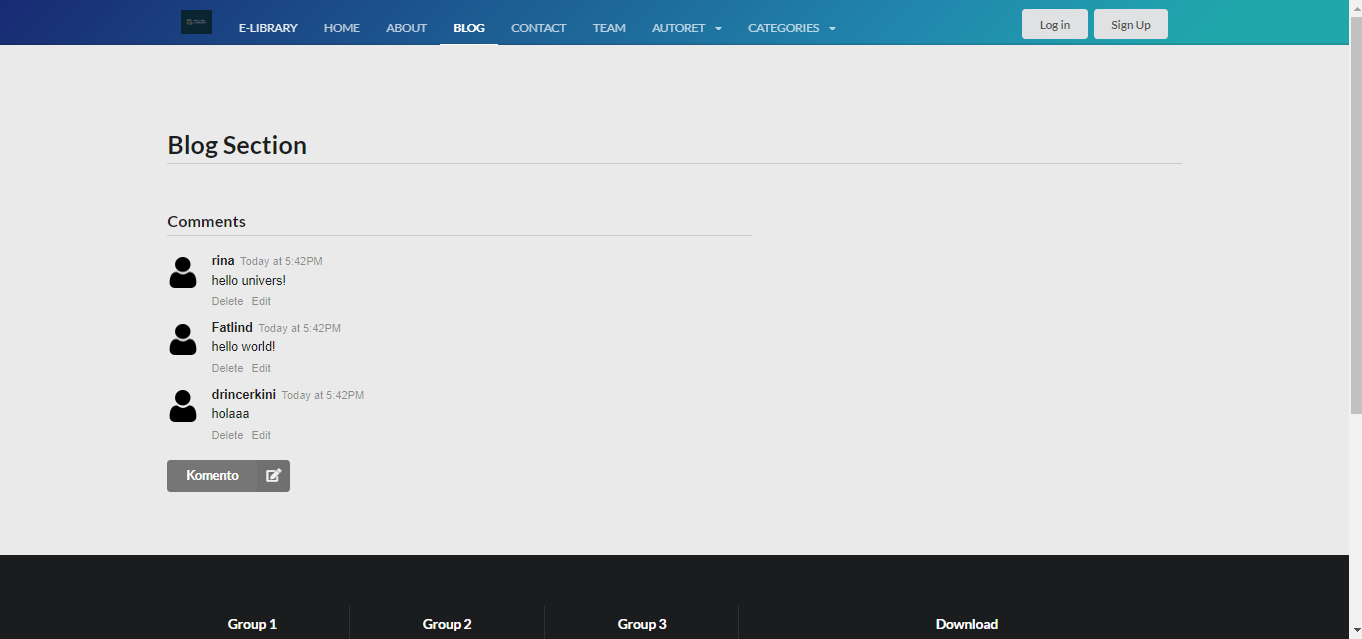 E-LIBRARY HOME ABOUT BLOG CONTACT TEAM AUTORET CATEGORIES Log in Sign Up
Blog Section
Comments
rina Today at 5:42PM
hello univers!
Delete Edit
Fatlind Today at 5:42PM
hello world!
Delete Edit
drincerkini Today at 5:42PM
holaaa
Delete Edit
Komento
Group 1 Group 2 Group 3 Download